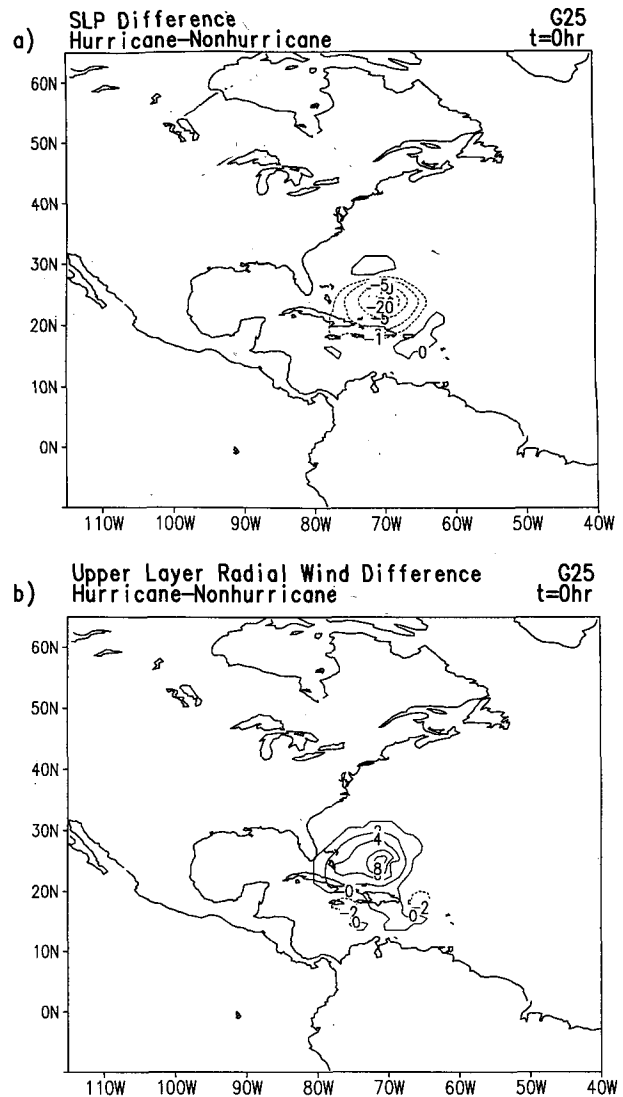 a)
SLP Difference G25
Hurricane–Nonhurricane t=0hr
60N
50N
40N
30N
20N
10N
0N
-5
-20
-5
-1
0
110W 100W 90W 80W 70W 60W 50W 40W
b)
Upper Layer Radial Wind Difference G25
Hurricane–Nonhurricane t=0hr
60N
50N
40N
30N
20N
10N
0N
2
4
8
0
-2
0
-2
0
110W 100W 90W 80W 70W 60W 50W 40W